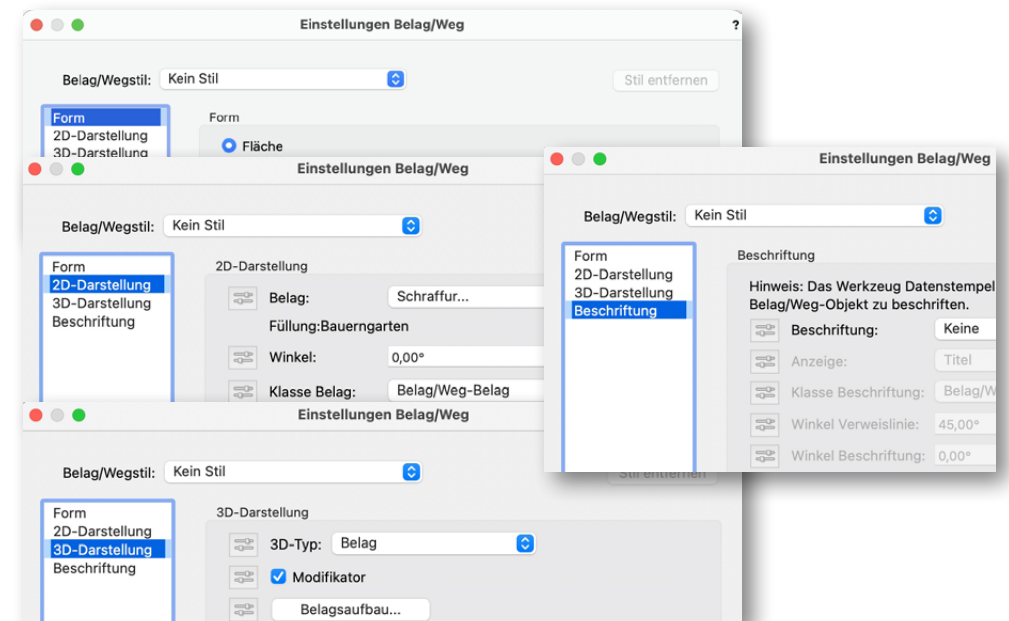 Einstellungen Belag/Weg
?
Belag/Wegstil: Kein Stil
Stil entfernen
Form
2D-Darstellung
3D-Darstellung
Form
Fläche
Einstellungen Belag/Weg
Belag/Wegstil: Kein Stil
Form
2D-Darstellung
3D-Darstellung
Beschriftung
2D-Darstellung
Belag: Schraffur...
Füllung:Bauerngarten
Winkel: 0,00°
Klasse Belag: Belag/Weg-Belag
Einstellungen Belag/Weg
Belag/Wegstil: Kein Stil
Stil entfernen
Form
2D-Darstellung
3D-Darstellung
Beschriftung
3D-Darstellung
3D-Typ: Belag
Modifikator
Belagsaufbau...
Einstellungen Belag/Weg
Belag/Wegstil: Kein Stil
Form
2D-Darstellung
3D-Darstellung
Beschriftung
Beschriftung
Hinweis: Das Werkzeug Datenstempel
Belag/Weg-Objekt zu beschriften.
Beschriftung: Keine
Anzeige: Titel
Klasse Beschriftung: Belag/W
Winkel Verweislinie: 45,00°
Winkel Beschriftung: 0,00°